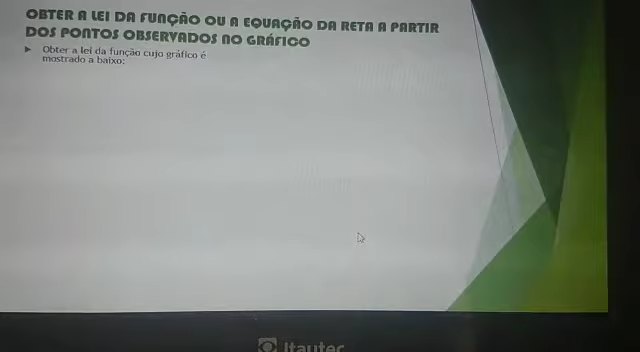 OBTER A LEI DA FUNÇÃO OU A EQUAÇÃO DA RETA A PARTIR
DOS PONTOS OBSERVADOS NO GRÁFICO
Obter a lei da função cujo gráfico é
mostrado a baixo:
Itautec